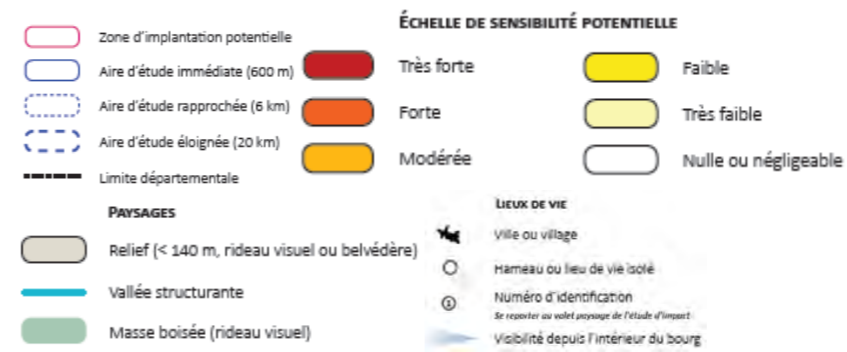 Zone d'implantation potentielle
Aire d'étude immédiate (600 m)
Aire d'étude rapprochée (6 km)
Aire d'étude éloignée (20 km)
Limite départementale
ÉCHELLE DE SENSIBILITÉ POTENTIELLE
Très forte
Forte
Modérée
Faible
Très faible
Nulle ou négligeable
PAYSAGES
Relief (< 140 m, rideau visuel ou belvédère)
Vallée structurante
Masse boisée (rideau visuel)
LIEUX DE VIE
Ville ou village
Hameau ou lieu de vie isolé
1
Numéro d'identification
Se reporter au volet paysage de l'étude d'impact
Visibilité depuis l'intérieur du bourg